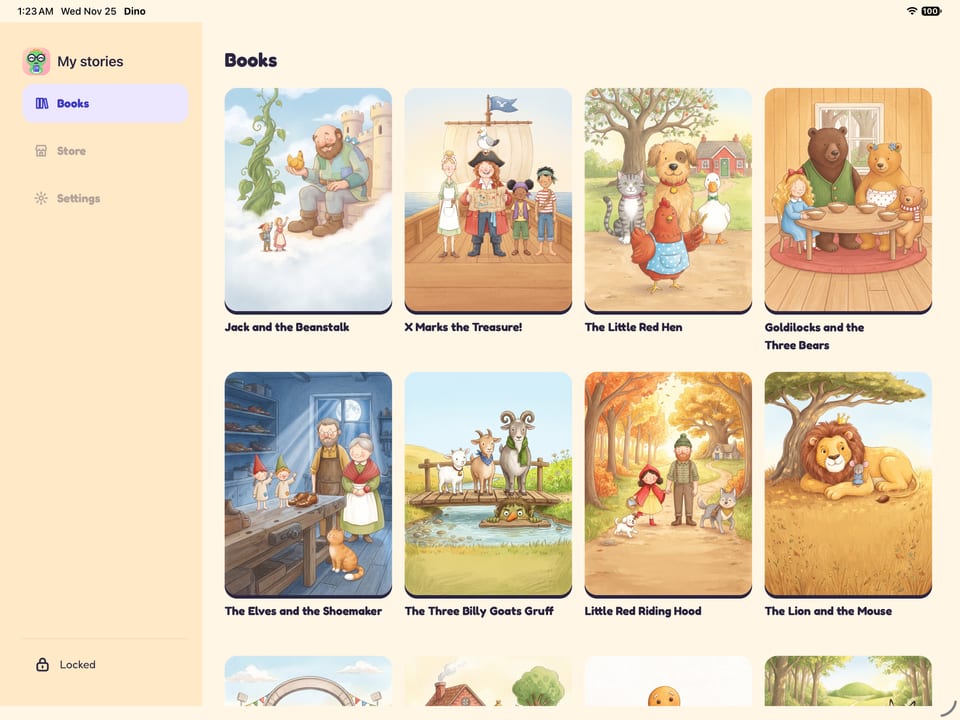 1:23 AM Wed Nov 25 Dino
100
My stories
Books
Store
Settings
Locked
Books
Jack and the Beanstalk
X Marks the Treasure!
The Little Red Hen
Goldilocks and the
Three Bears
The Elves and the Shoemaker
The Three Billy Goats Gruff
Little Red Riding Hood
The Lion and the Mouse